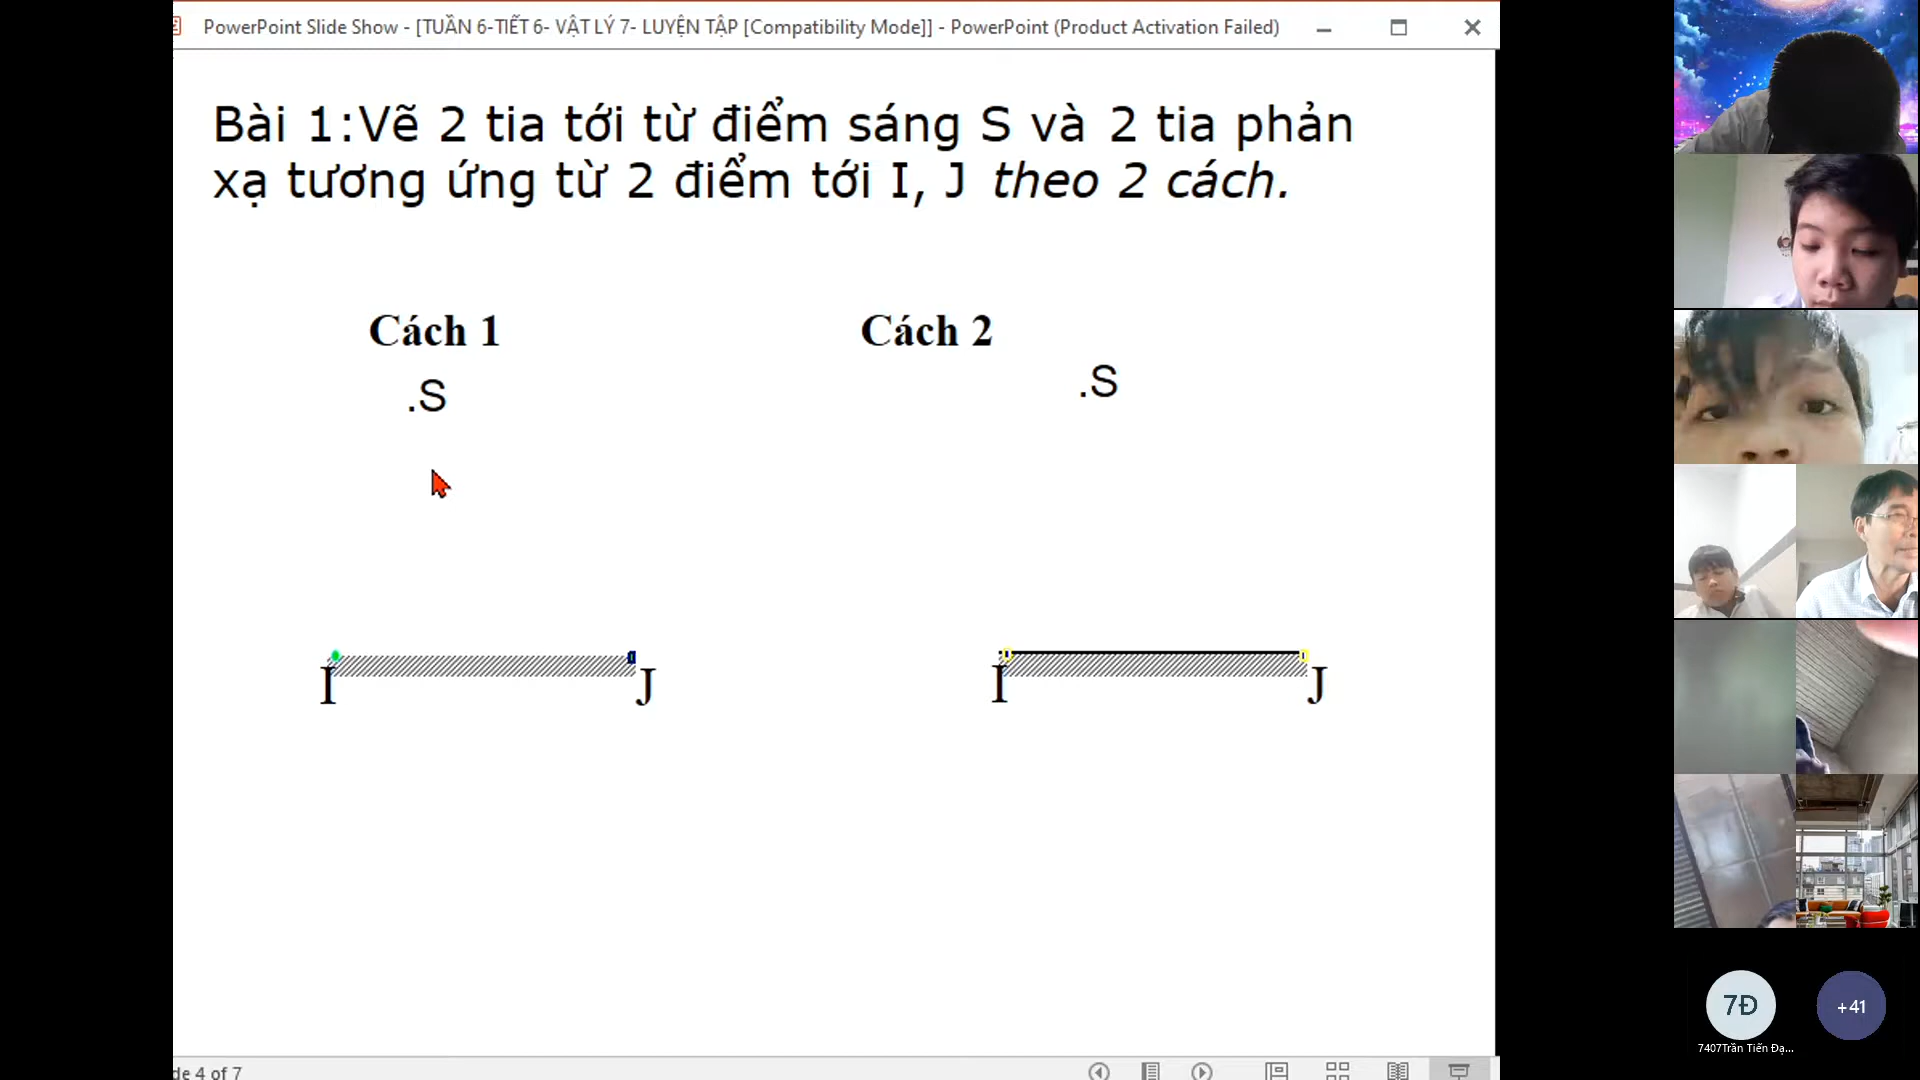 PowerPoint Slide Show - [TUẦN 6-TIẾT 6- VẬT LÝ 7- LUYỆN TẬP [Compatibility Mode]] - PowerPoint (Product Activation Failed)
Bài 1:Vẽ 2 tia tới từ điểm sáng S và 2 tia phản
xạ tương ứng từ 2 điểm tới I, J theo 2 cách.
Cách 1
Cách 2
.S
.S
I
J
I
J
de 4 of 7
7Đ
+41
7407Trần Tiến Đạ...